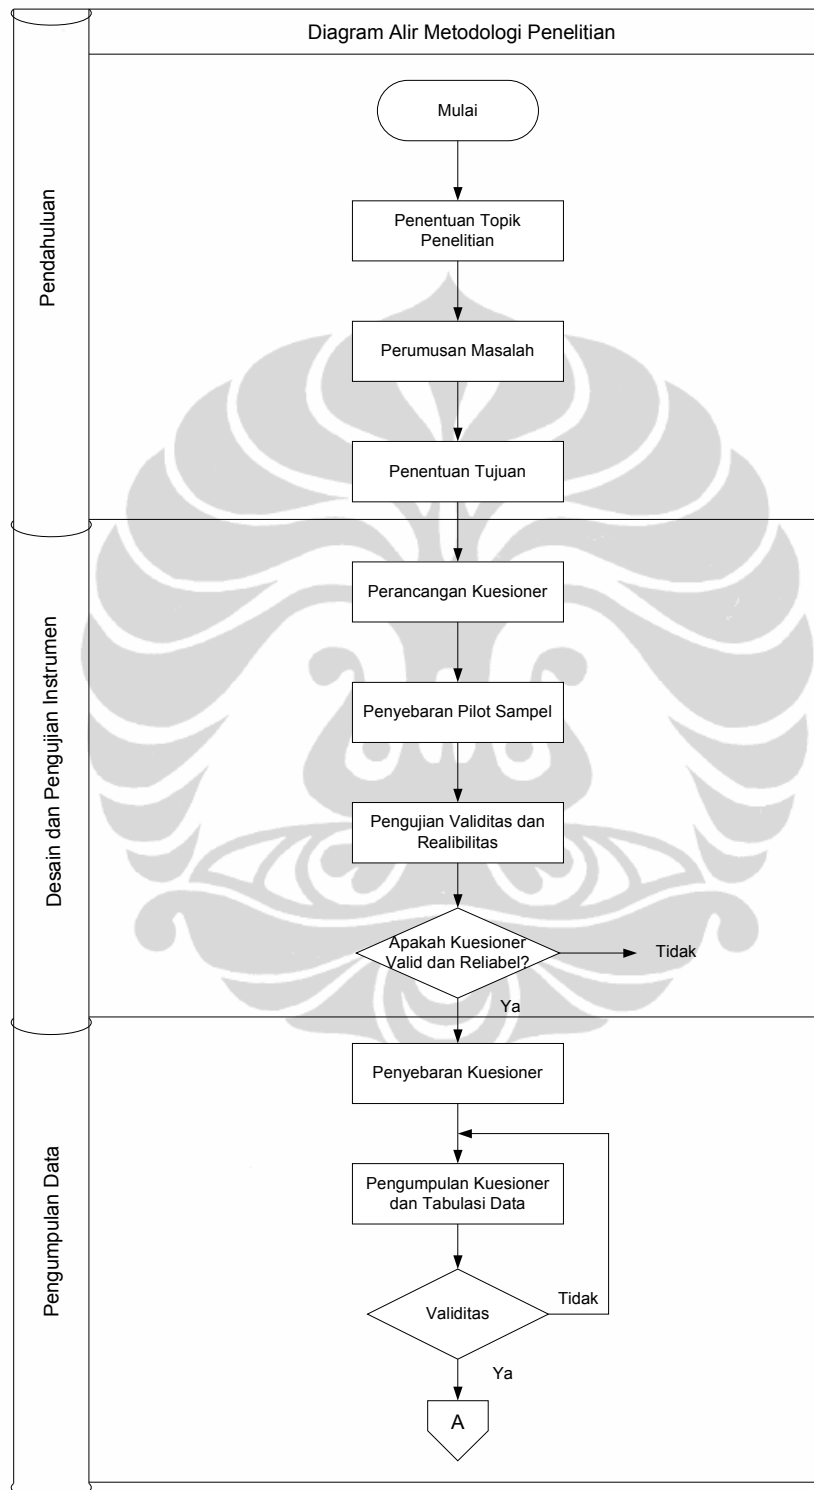 Diagram Alir Metodologi Penelitian
Pendahuluan
Mulai
Penentuan Topik
Penelitian
Perumusan Masalah
Penentuan Tujuan
Desain dan Pengujian Instrumen
Perancangan Kuesioner
Penyebaran Pilot Sampel
Pengujian Validitas dan
Realibilitas
Apakah Kuesioner
Valid dan Reliabel?
Tidak
Ya
Pengumpulan Data
Penyebaran Kuesioner
Pengumpulan Kuesioner
dan Tabulasi Data
Validitas
Tidak
Ya
A